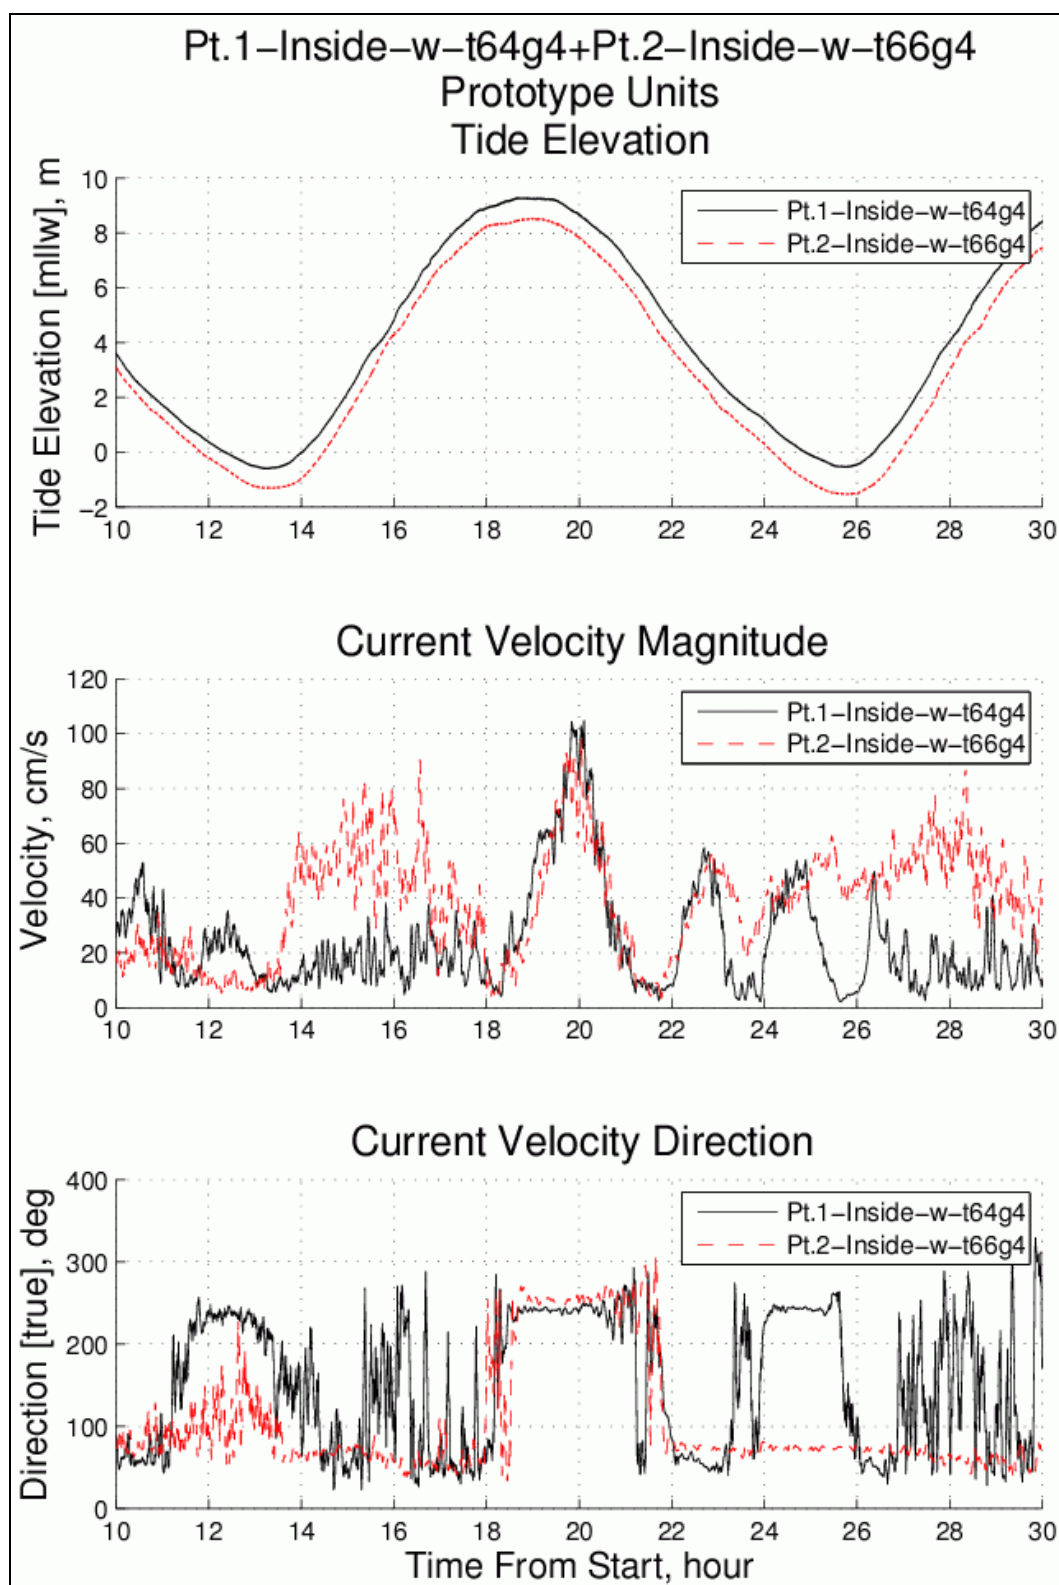 Pt.1−Inside−w−t64g4+Pt.2−Inside−w−t66g4
Prototype Units
Tide Elevation
Tide Elevation [mllw], m
10
8
6
4
2
0
−2
Pt.1−Inside−w−t64g4
Pt.2−Inside−w−t66g4
10 12 14 16 18 20 22 24 26 28 30
Current Velocity Magnitude
Velocity, cm/s
120
100
80
60
40
20
0
Pt.1−Inside−w−t64g4
Pt.2−Inside−w−t66g4
10 12 14 16 18 20 22 24 26 28 30
Current Velocity Direction
Direction [true], deg
400
300
200
100
0
Pt.1−Inside−w−t64g4
Pt.2−Inside−w−t66g4
10 12 14 16 18 20 22 24 26 28 30
Time From Start, hour